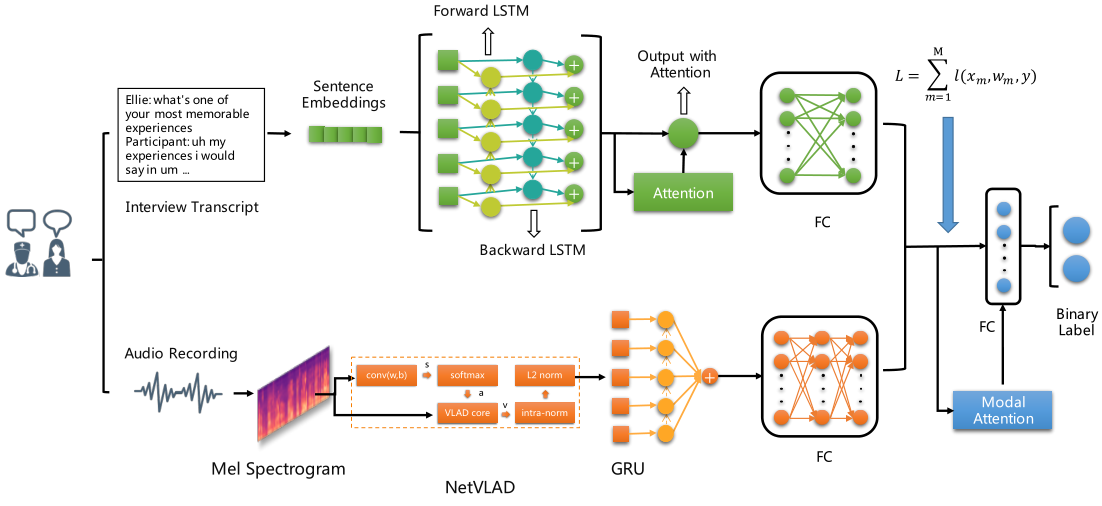 Forward LSTM
Output with
Attention
L = ∑ l(x_m, w_m, y)
M
m=1
Ellie: what's one of
your most memorable
experiences
Participant: uh my
experiences i would
say in um ...
Sentence
Embeddings
Attention
Interview Transcript
FC
Backward LSTM
Binary
Label
FC
Audio Recording
conv(w,b)
s
softmax
L2 norm
a
VLAD core
v
intra-norm
Modal
Attention
Mel Spectrogram
GRU
FC
NetVLAD